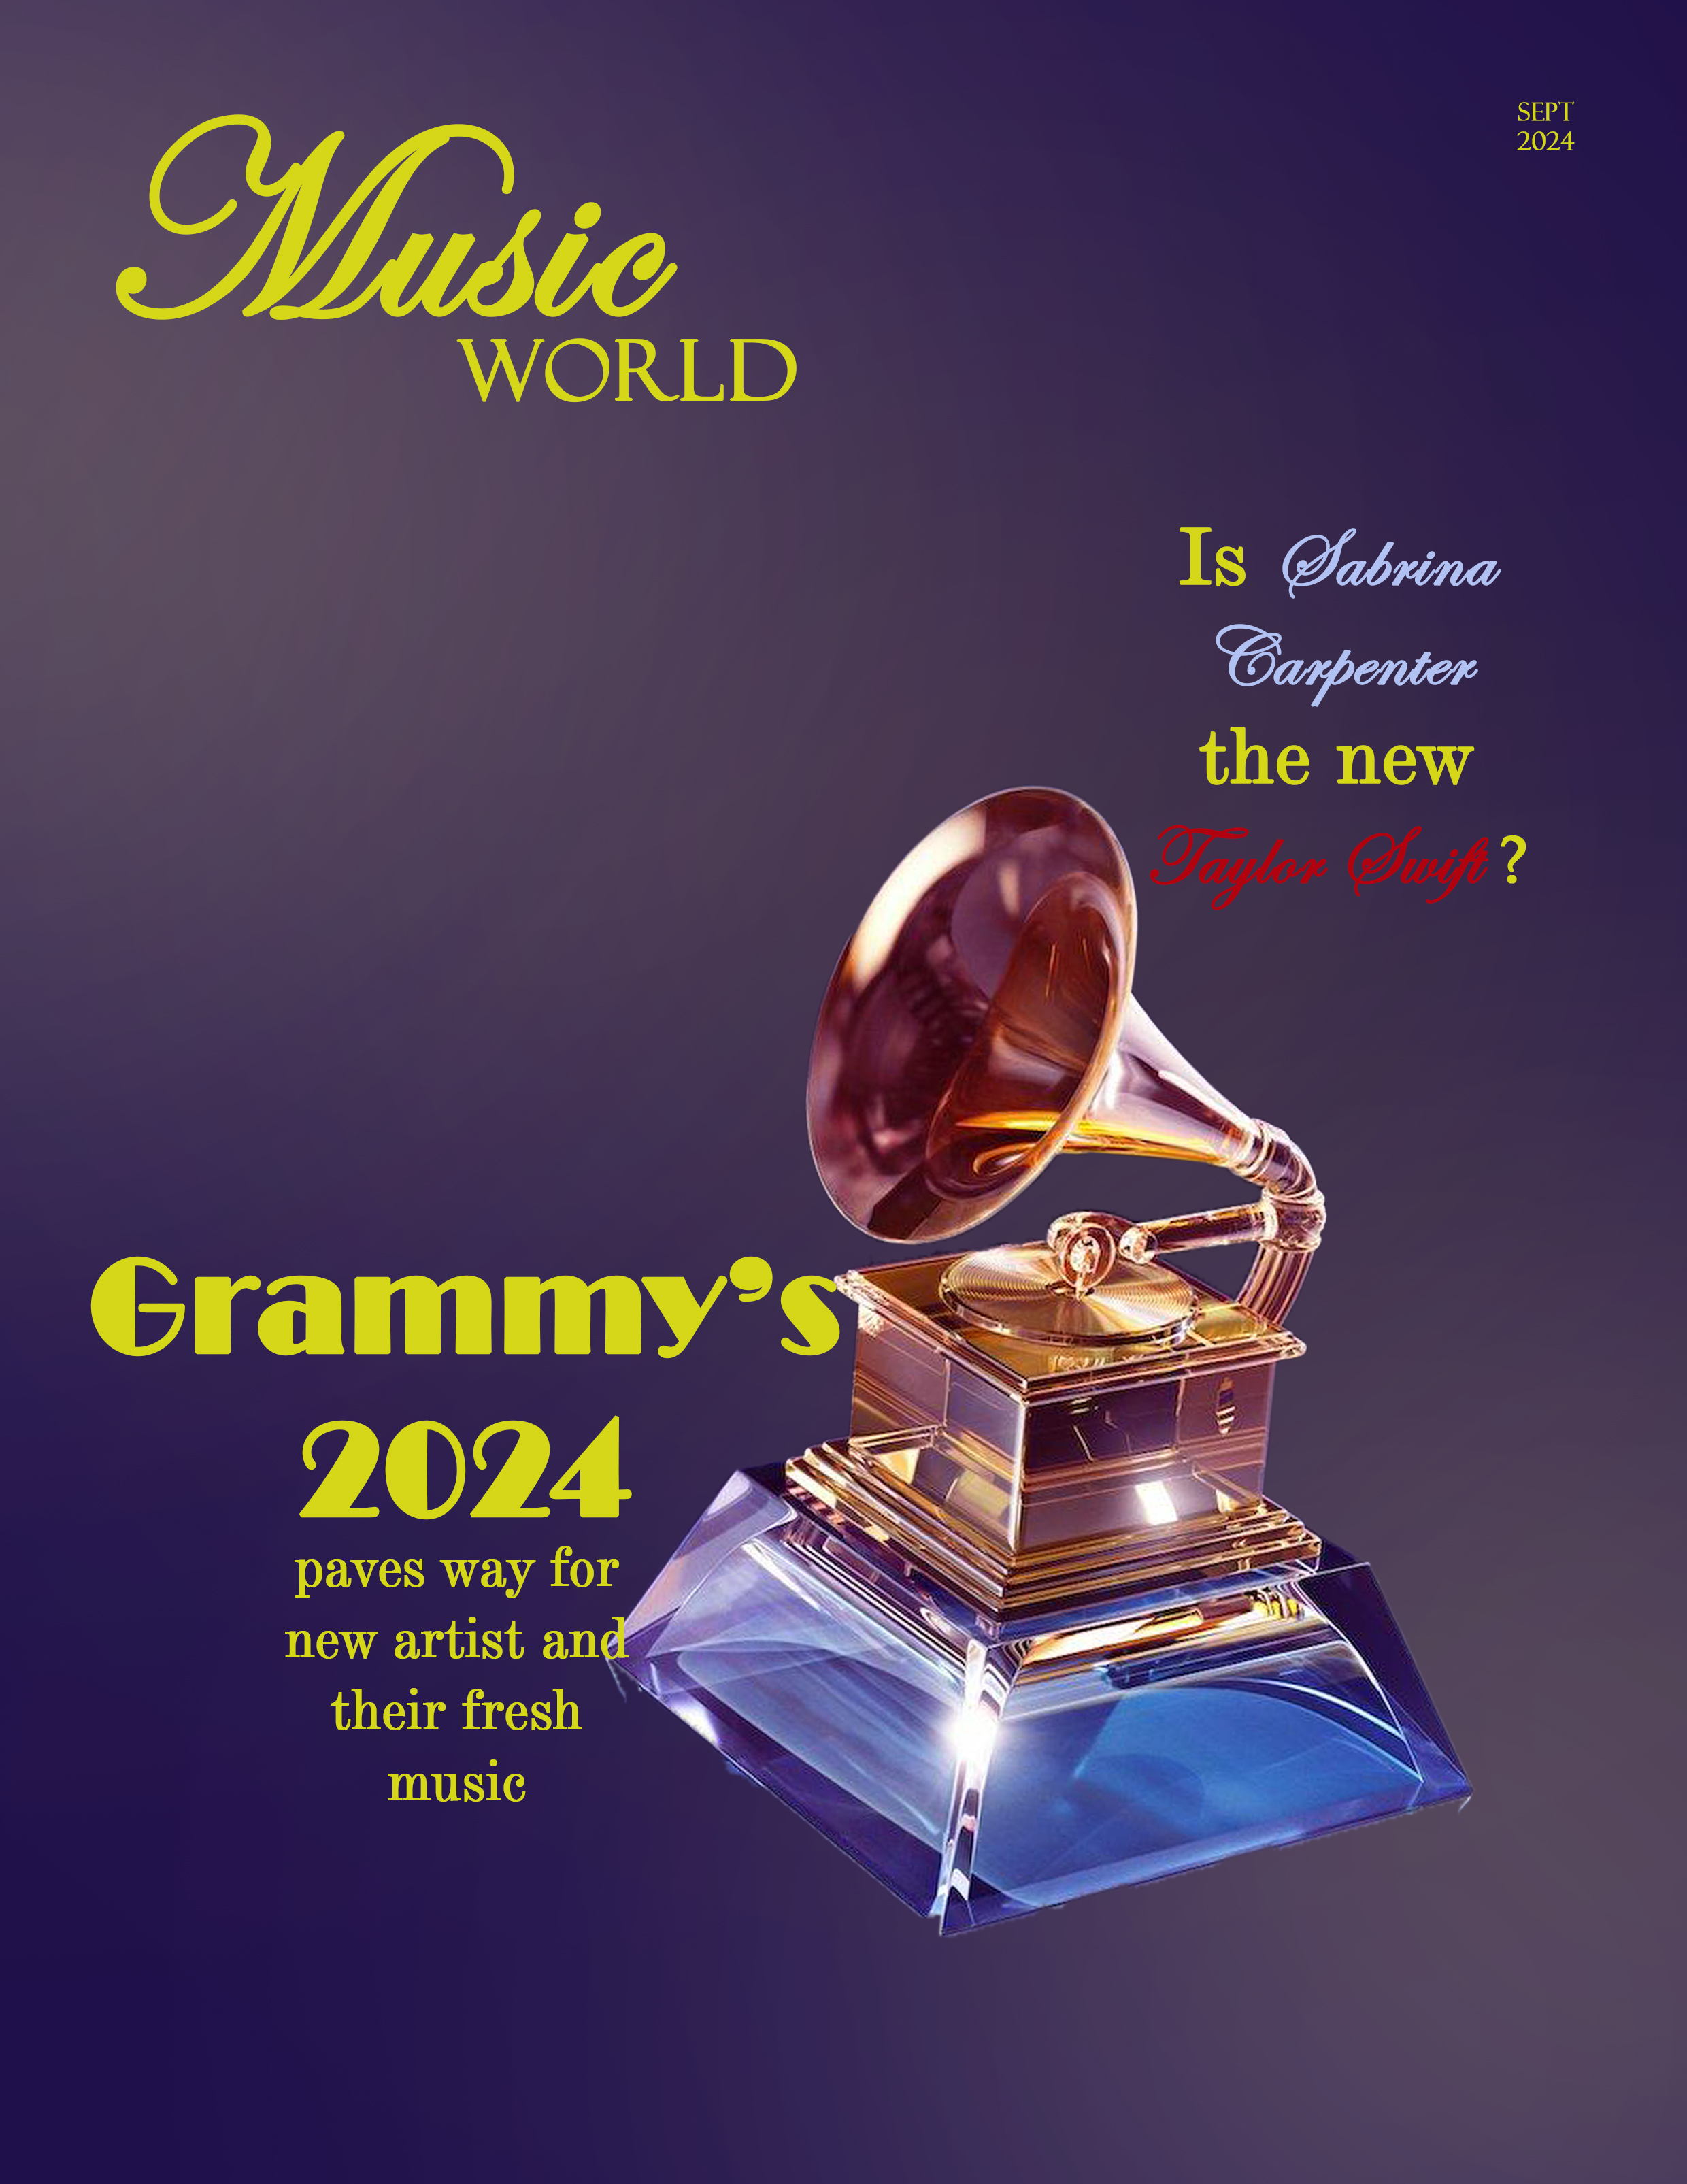 Music
WORLD
SEPT
2024
Is Sabrina
Carpenter
the new
Taylor Swift?
Grammy's
2024
paves way for
new artist and
their fresh
music